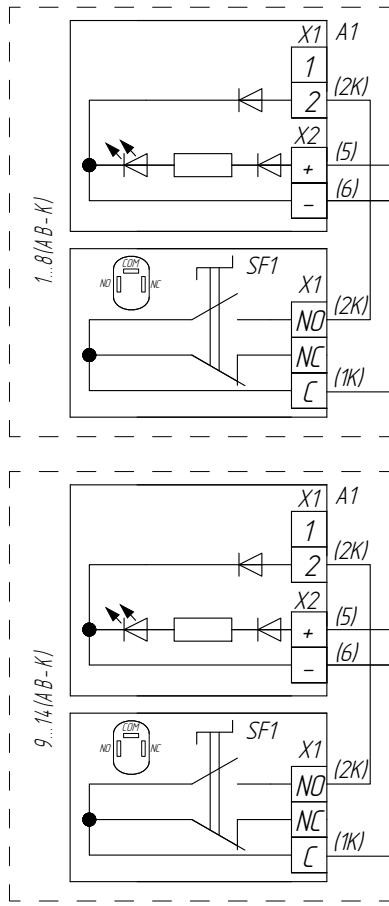 X1 A1
1
2 (2K)
X2
+ (5)
- (6)
1...8(AB-K)
COM
NO NC
SF1
X1
NO (2K)
NC
C (1K)
X1 A1
1
2 (2K)
X2
+ (5)
- (6)
9...14(AB-K)
COM
NO NC
SF1
X1
NO (2K)
NC
C (1K)